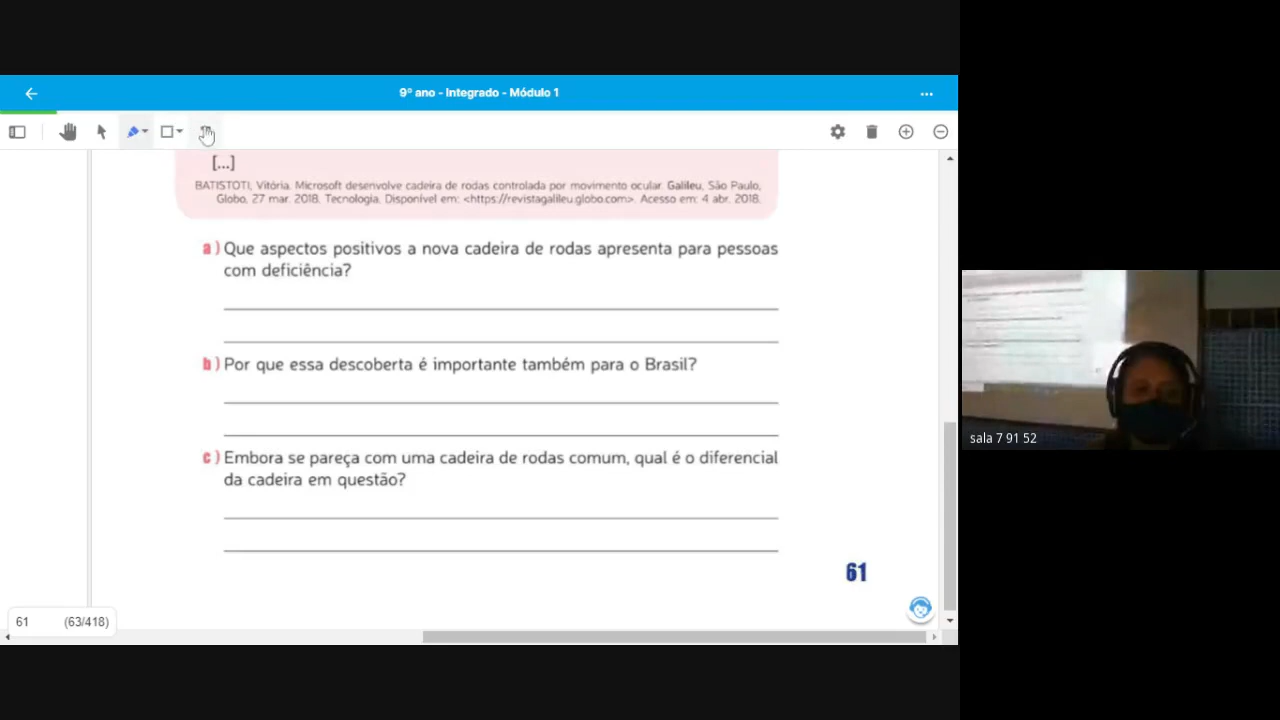 9º ano - Integrado - Módulo 1
[...]
BATISTOTI, Vitória. Microsoft desenvolve cadeira de rodas controlada por movimento ocular. Galileu, São Paulo,
Globo, 27 mar. 2018. Tecnologia. Disponível em: <https://revistagalileu.globo.com>. Acesso em: 4 abr. 2018.
a) Que aspectos positivos a nova cadeira de rodas apresenta para pessoas
com deficiência?
b) Por que essa descoberta é importante também para o Brasil?
c) Embora se pareça com uma cadeira de rodas comum, qual é o diferencial
da cadeira em questão?
61
61 (63/418)
sala 7 91 52